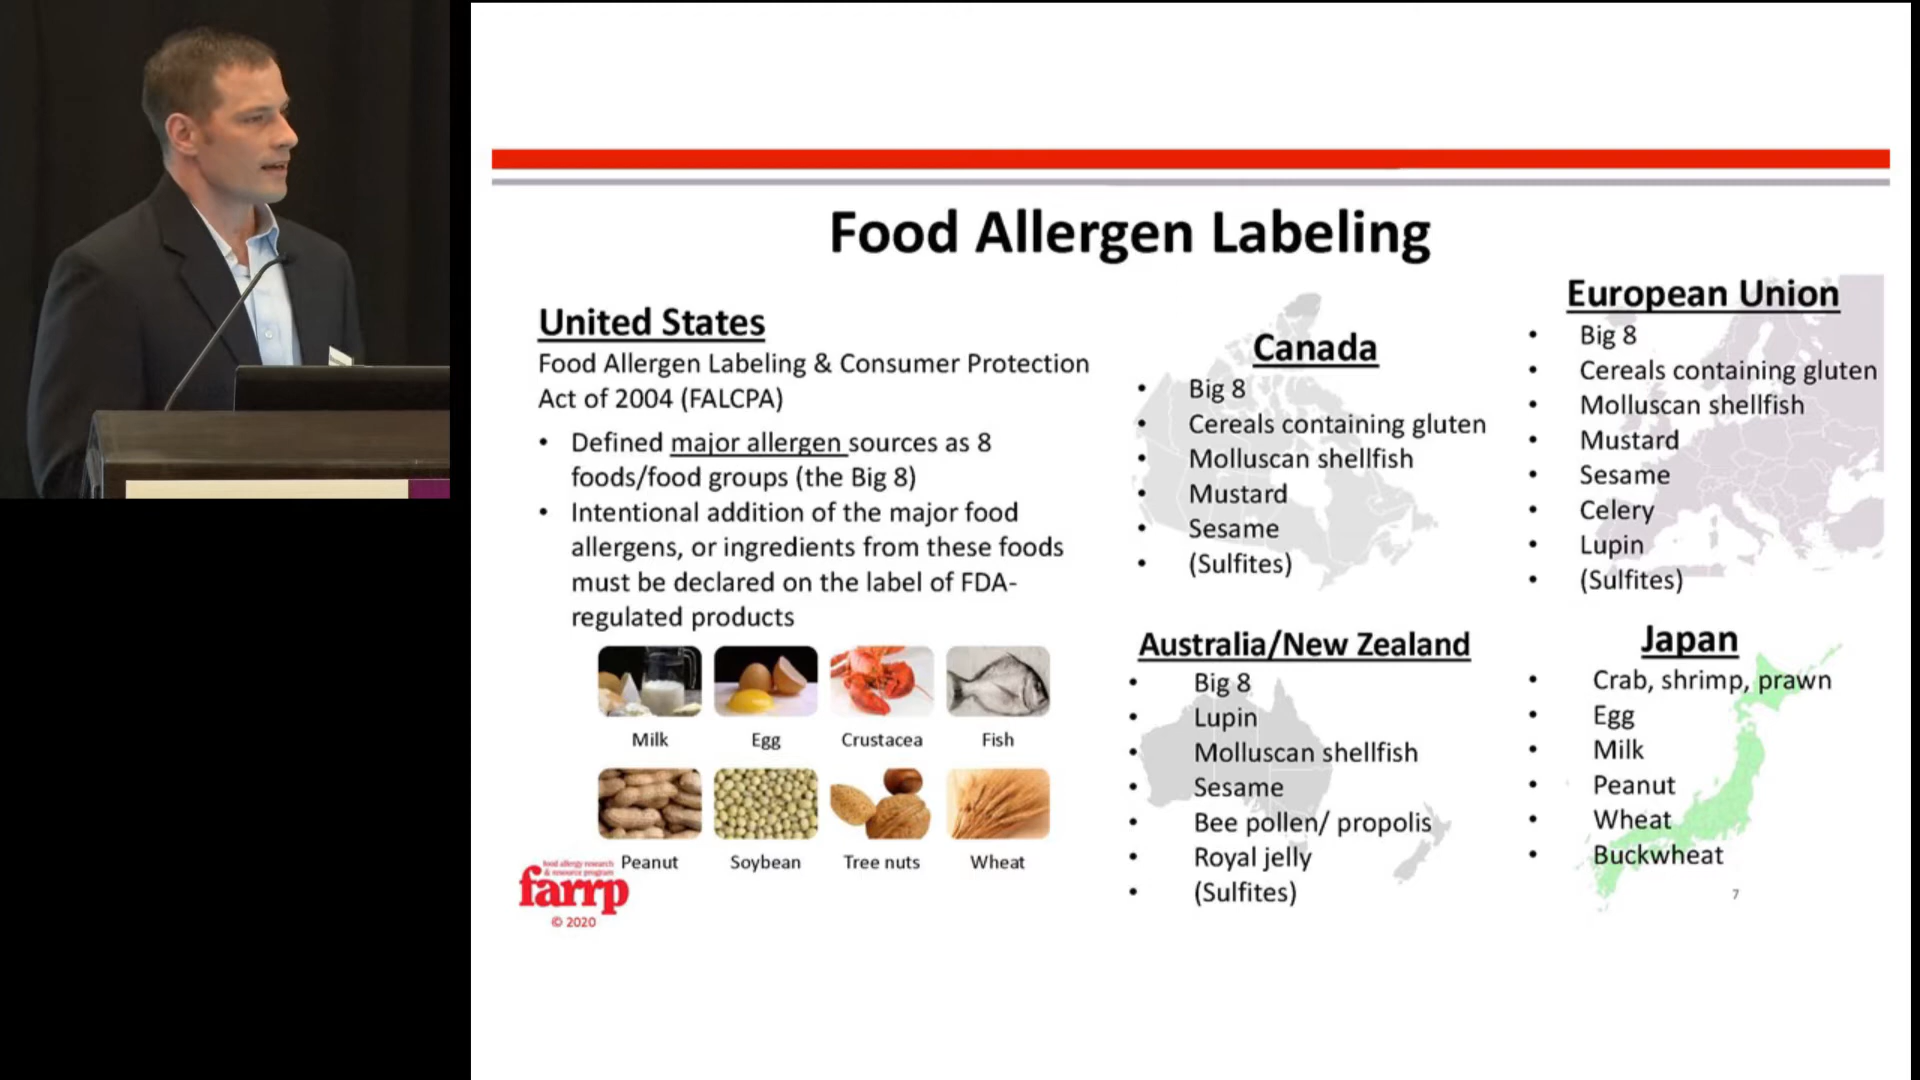 Food Allergen Labeling
United States
Food Allergen Labeling & Consumer Protection
Act of 2004 (FALCPA)
• Defined major allergen sources as 8
foods/food groups (the Big 8)
• Intentional addition of the major food
allergens, or ingredients from these foods
must be declared on the label of FDA-
regulated products
Milk Egg Crustacea Fish
Peanut Soybean Tree nuts Wheat
food allergy research
& resource program
farrp
© 2020
Canada
• Big 8
• Cereals containing gluten
• Molluscan shellfish
• Mustard
• Sesame
• (Sulfites)
European Union
• Big 8
• Cereals containing gluten
• Molluscan shellfish
• Mustard
• Sesame
• Celery
• Lupin
• (Sulfites)
Australia/New Zealand
• Big 8
• Lupin
• Molluscan shellfish
• Sesame
• Bee pollen/ propolis
• Royal jelly
• (Sulfites)
Japan
• Crab, shrimp, prawn
• Egg
• Milk
• Peanut
• Wheat
• Buckwheat
7